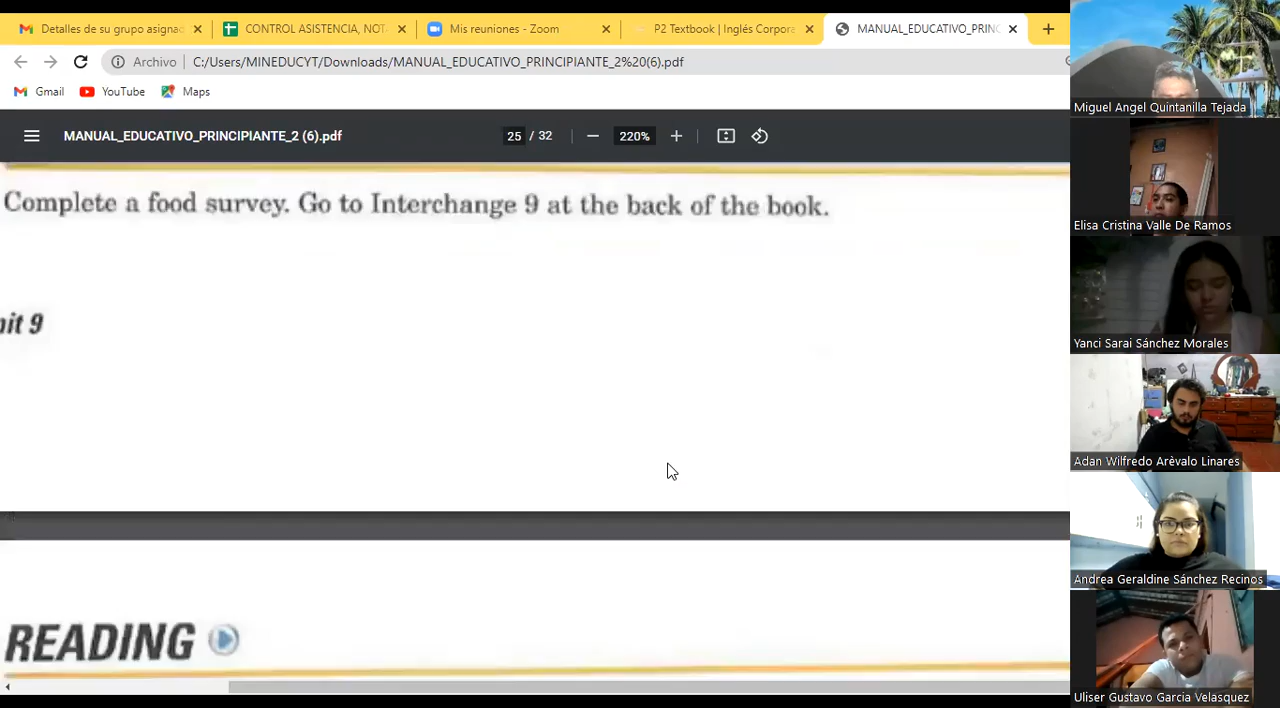 Detalles de su grupo asignad
CONTROL ASISTENCIA, NOT
Mis reuniones - Zoom
P2 Textbook | Inglés Corpora
MANUAL_EDUCATIVO_PRINC
Archivo
C:/Users/MINEDUCYT/Downloads/MANUAL_EDUCATIVO_PRINCIPIANTE_2%20(6).pdf
Gmail
YouTube
Maps
MANUAL_EDUCATIVO_PRINCIPIANTE_2 (6).pdf
25 / 32
220%
Complete a food survey. Go to Interchange 9 at the back of the book.
nit 9
READING
Miguel Angel Quintanilla Tejada
Elisa Cristina Valle De Ramos
Yanci Sarai Sánchez Morales
Adan Wilfredo Arèvalo Linares
Andrea Geraldine Sánchez Recinos
Uliser Gustavo Garcia Velasquez